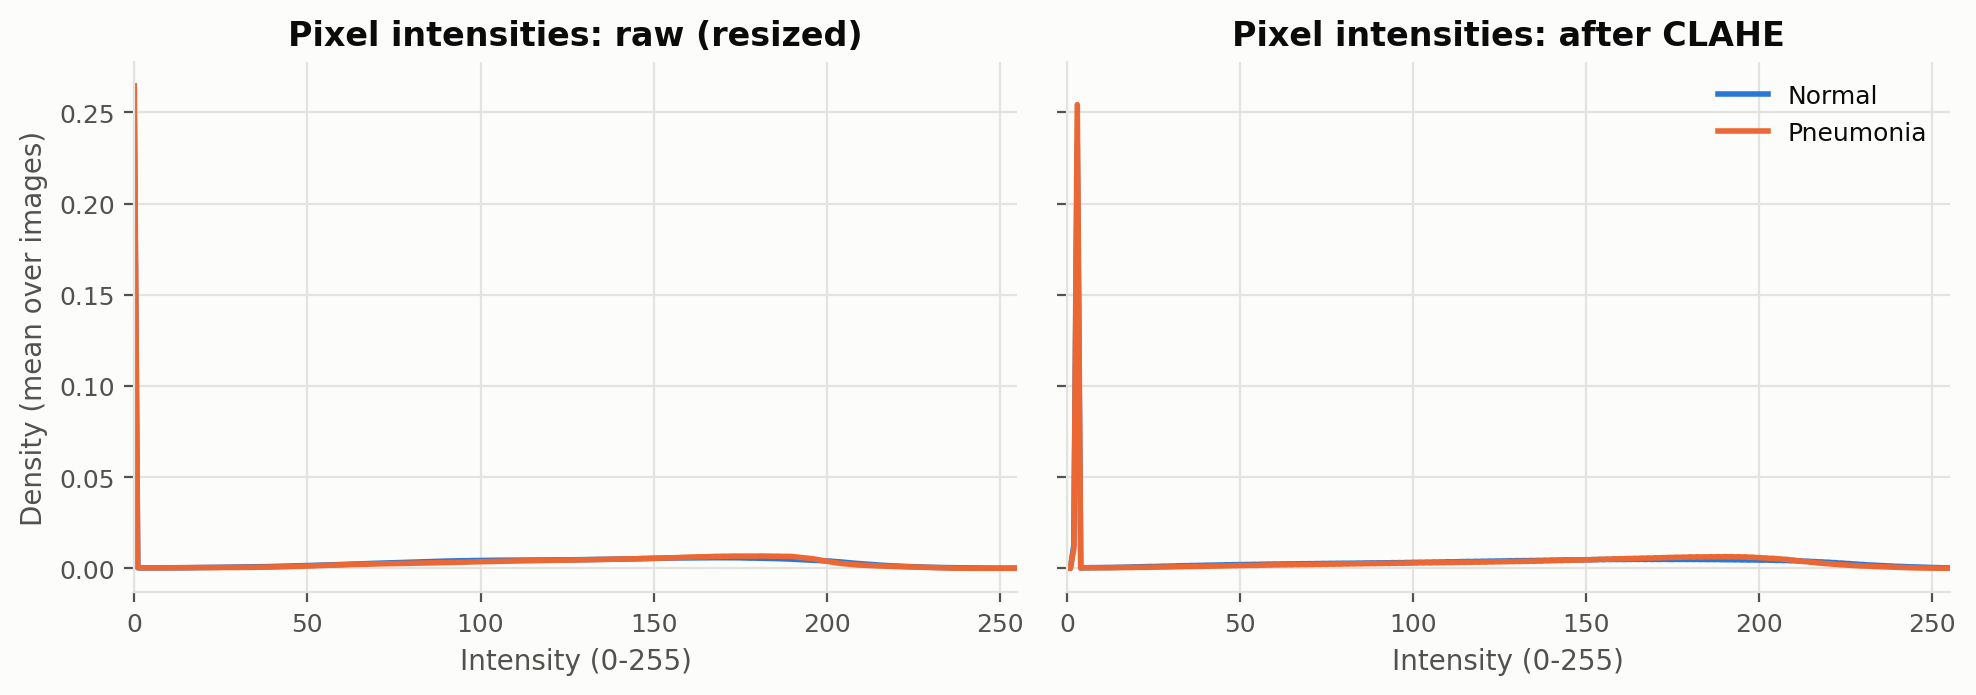 Pixel intensities: raw (resized)
Pixel intensities: after CLAHE
Density (mean over images)
0.25
0.20
0.15
0.10
0.05
0.00
Normal
Pneumonia
0 50 100 150 200 250
0 50 100 150 200 250
Intensity (0-255)
Intensity (0-255)